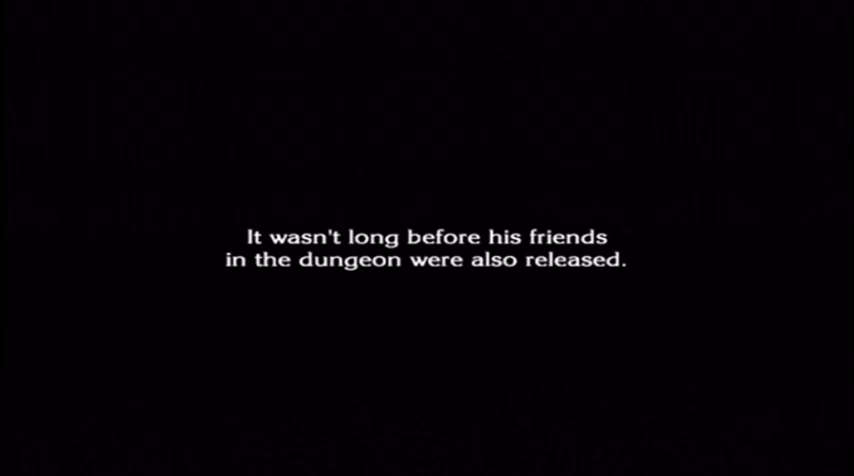 It wasn't long before his friends
in the dungeon were also released.